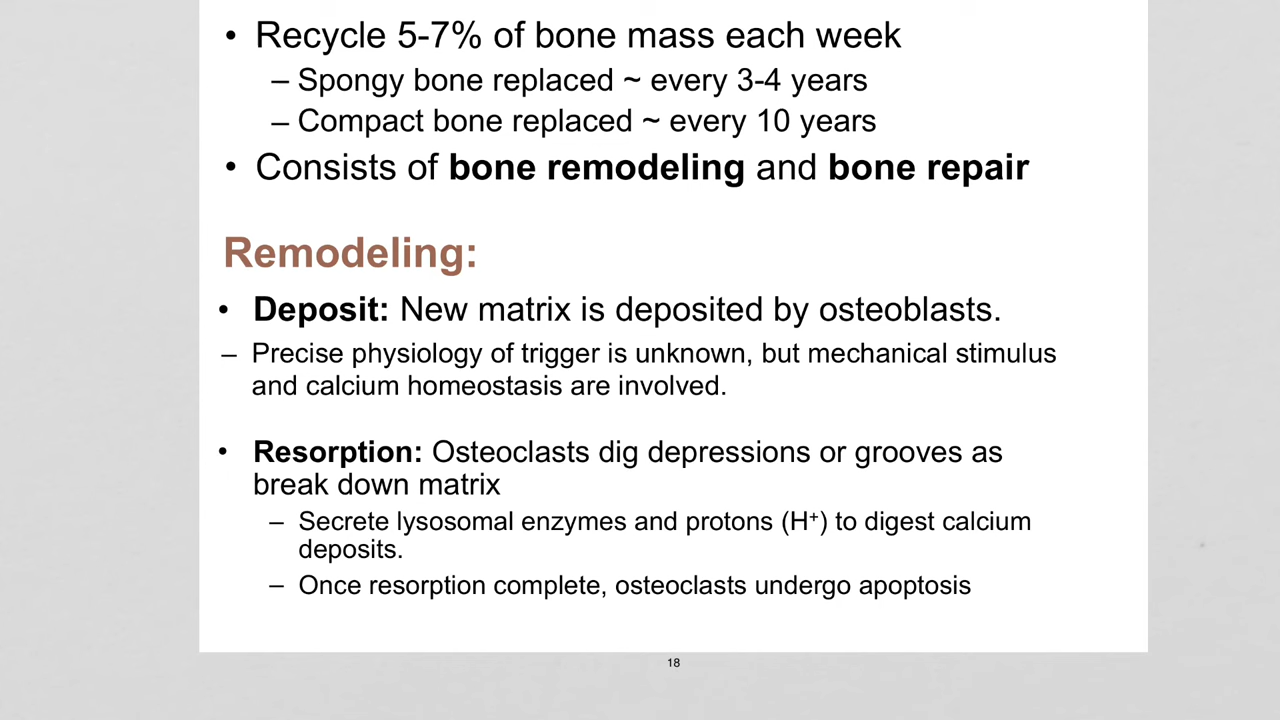 • Recycle 5-7% of bone mass each week
– Spongy bone replaced ~ every 3-4 years
– Compact bone replaced ~ every 10 years
• Consists of bone remodeling and bone repair
Remodeling:
• Deposit: New matrix is deposited by osteoblasts.
– Precise physiology of trigger is unknown, but mechanical stimulus
and calcium homeostasis are involved.
• Resorption: Osteoclasts dig depressions or grooves as
break down matrix
– Secrete lysosomal enzymes and protons (H⁺) to digest calcium
deposits.
– Once resorption complete, osteoclasts undergo apoptosis
18